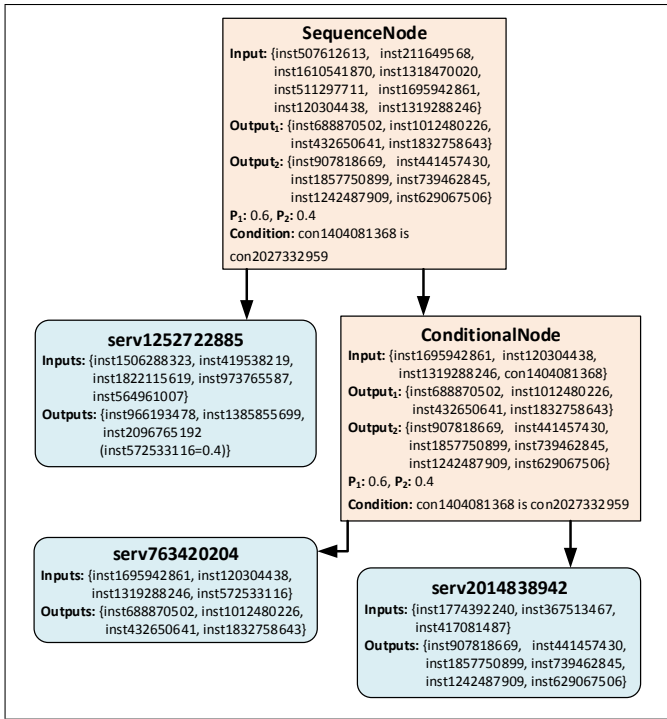 SequenceNode
Input: {inst507612613, inst211649568,
inst1610541870, inst1318470020,
inst511297711, inst1695942861,
inst120304438, inst1319288246}
Output₁: {inst688870502, inst1012480226,
inst432650641, inst1832758643}
Output₂: {inst907818669, inst441457430,
inst1857750899, inst739462845,
inst1242487909, inst629067506}
P₁: 0.6, P₂: 0.4
Condition: con1404081368 is
con2027332959
serv1252722885
Inputs: {inst1506288323, inst419538219,
inst1822115619, inst973765587,
inst564961007}
Outputs: {inst966193478, inst1385855699,
inst2096765192
(inst572533116=0.4)}
ConditionalNode
Input: {inst1695942861, inst120304438,
inst1319288246, con1404081368}
Output₁: {inst688870502, inst1012480226,
inst432650641, inst1832758643}
Output₂: {inst907818669, inst441457430,
inst1857750899, inst739462845,
inst1242487909, inst629067506}
P₁: 0.6, P₂: 0.4
Condition: con1404081368 is con2027332959
serv763420204
Inputs: {inst1695942861, inst120304438,
inst1319288246, inst572533116}
Outputs: {inst688870502, inst1012480226,
inst432650641, inst1832758643}
serv2014838942
Inputs: {inst1774392240, inst367513467,
inst417081487}
Outputs: {inst907818669, inst441457430,
inst1857750899, inst739462845,
inst1242487909, inst629067506}